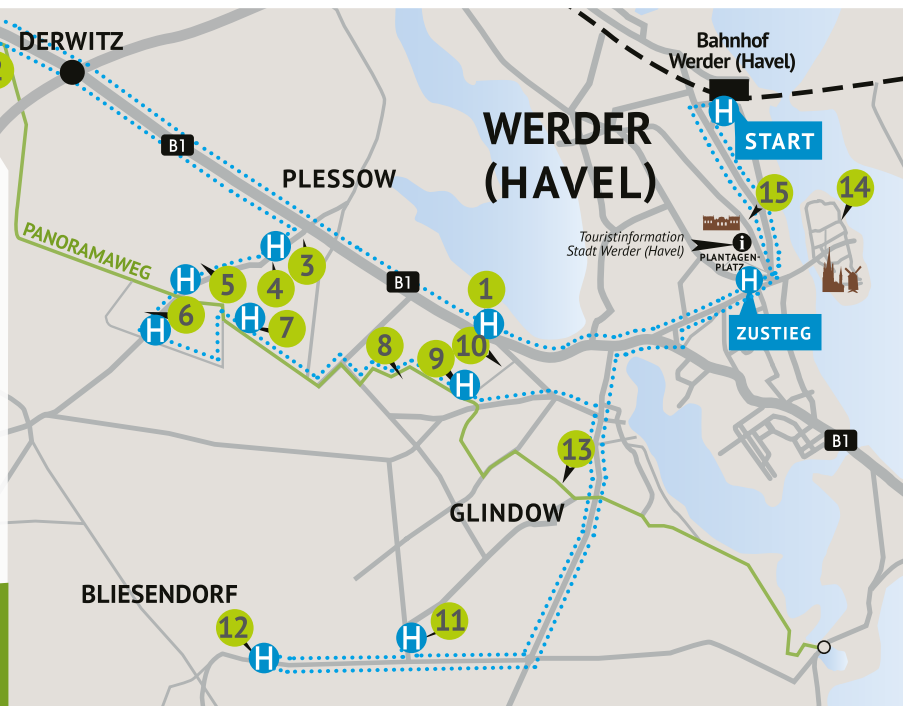 DERWITZ
Bahnhof
Werder (Havel)
H
START
B1
WERDER
(HAVEL)
PLESSOW
15
14
Touristinformation
Stadt Werder (Havel)
i
PLANTAGEN-
PLATZ
PANORAMAWEG
H
3
H
5
4
B1
1
H
ZUSTIEG
6
H
H
7
H
8
9
10
H
B1
13
GLINDOW
BLIESENDORF
12
H
11
H